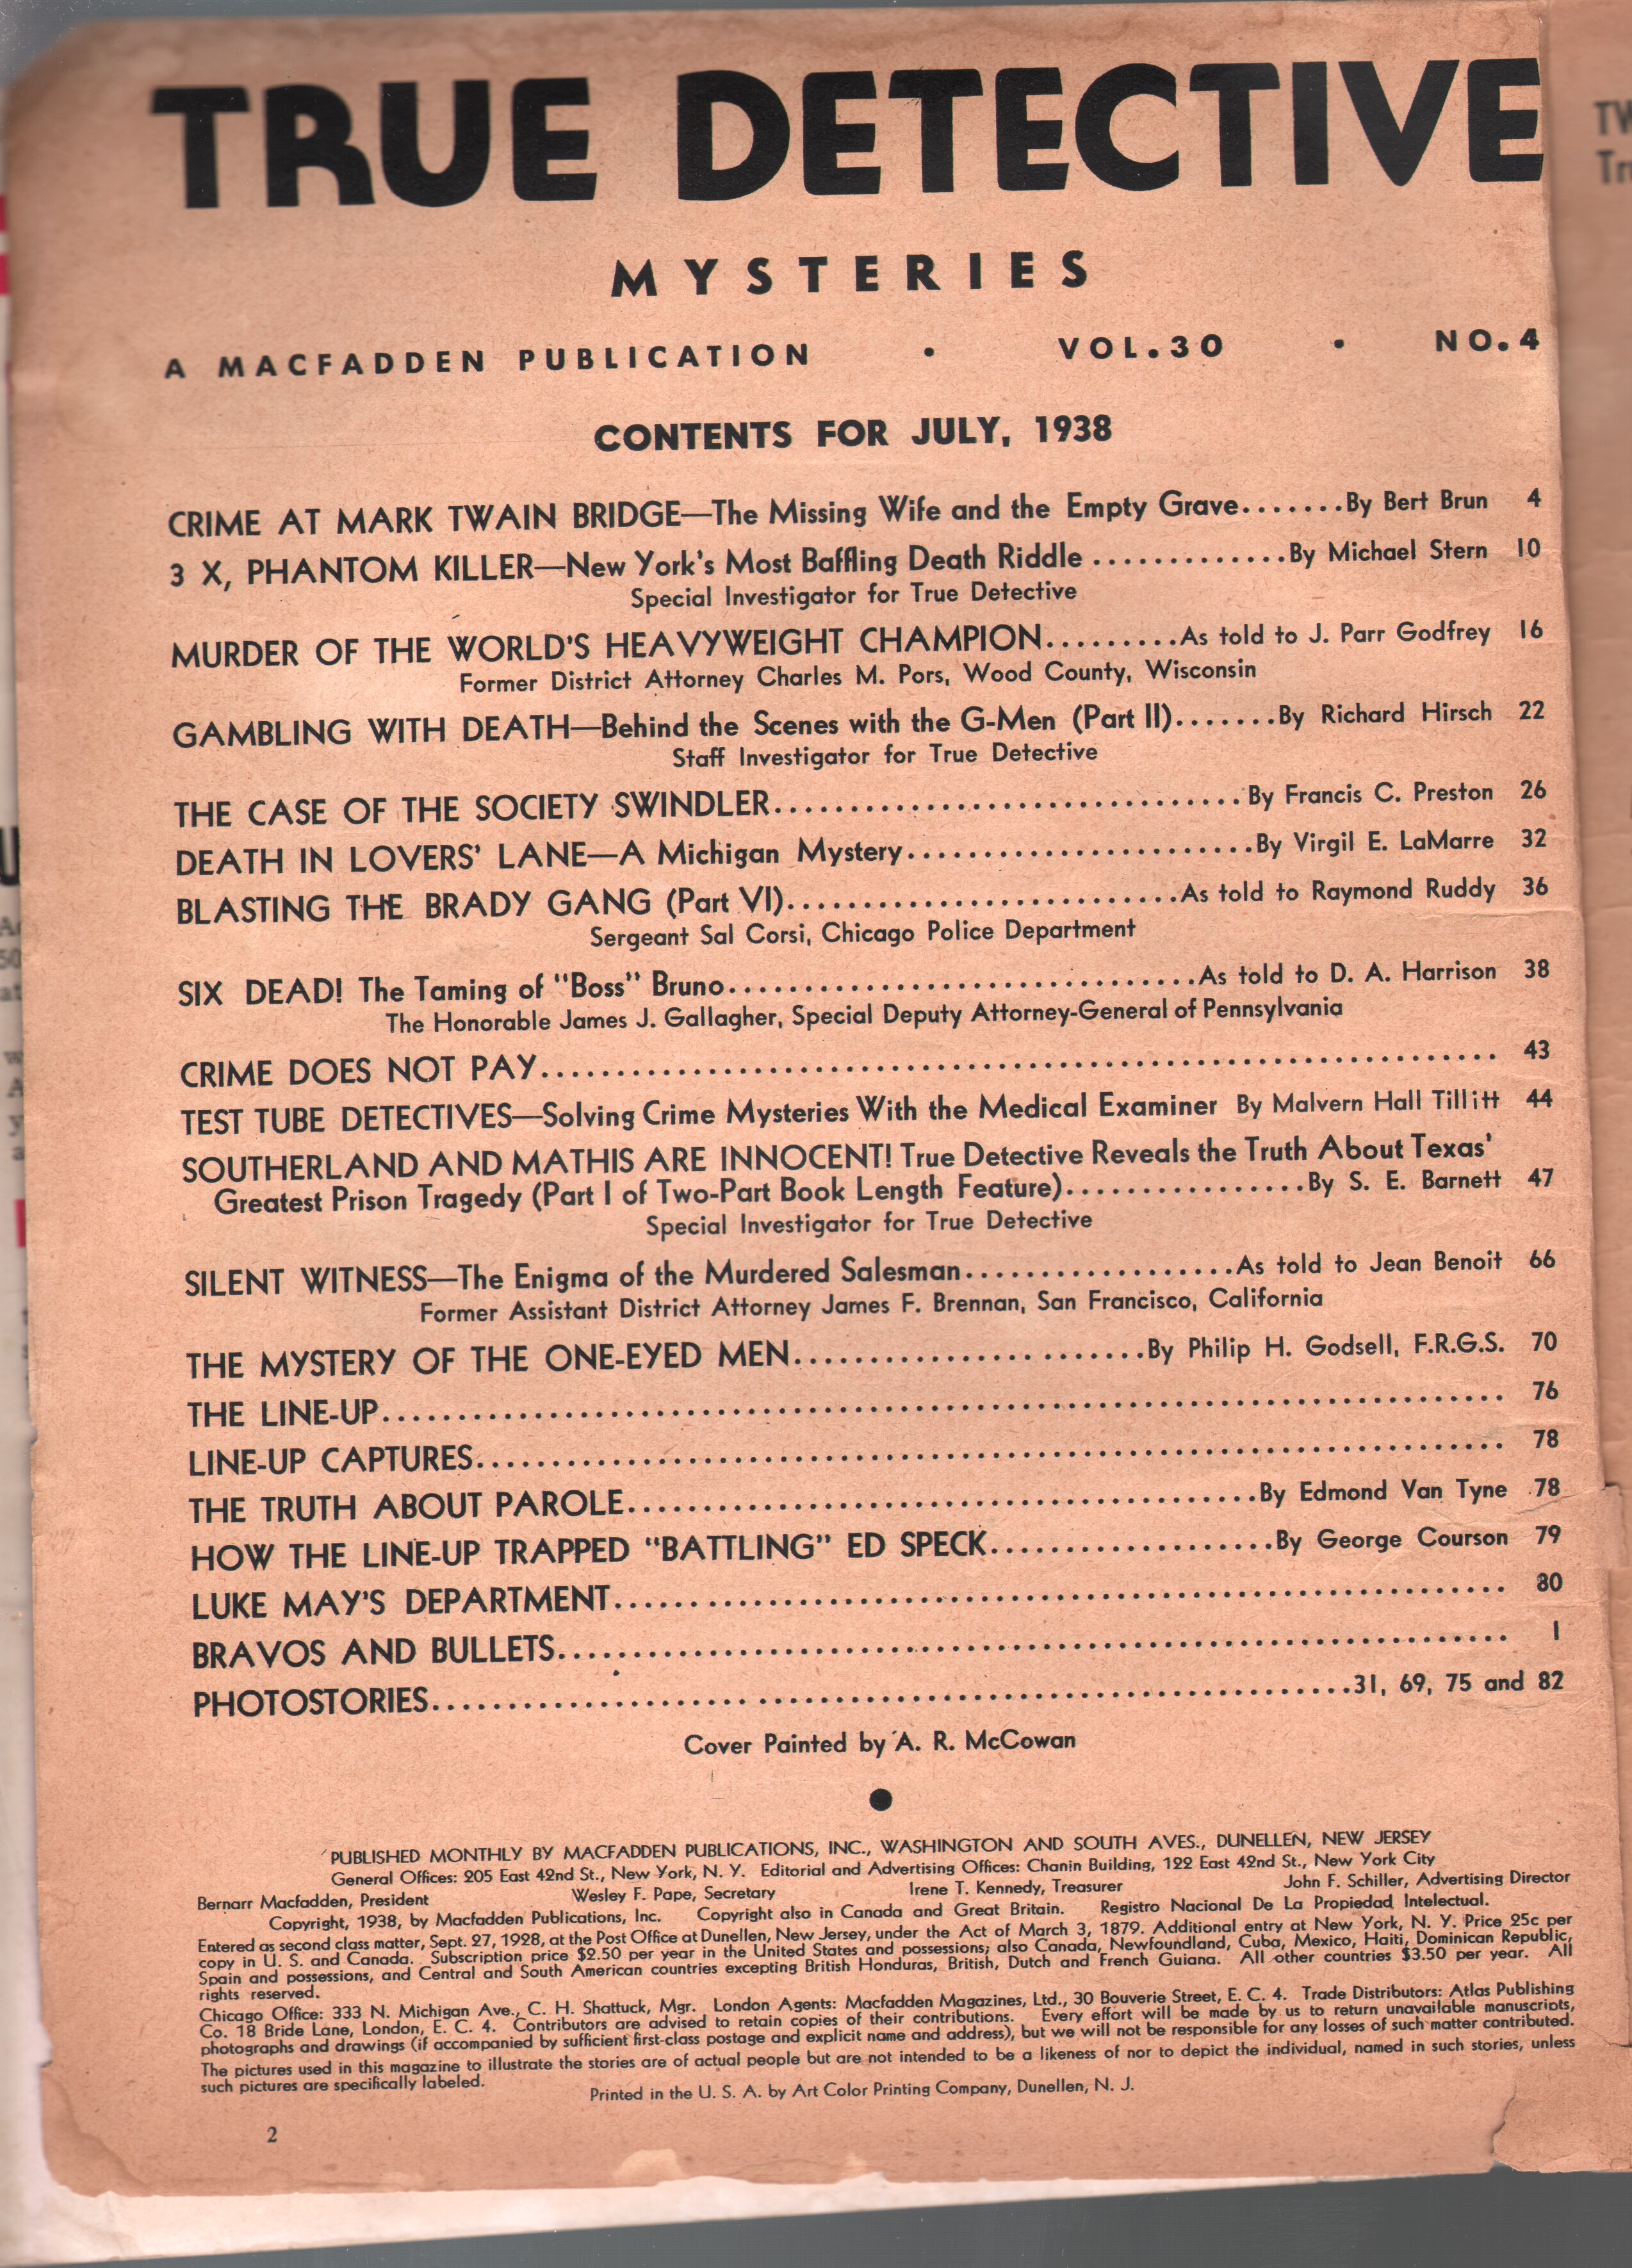 TRUE DETECTIVE
MYSTERIES
A MACFADDEN PUBLICATION • VOL.30 • NO.4
CONTENTS FOR JULY, 1938
CRIME AT MARK TWAIN BRIDGE—The Missing Wife and the Empty Grave.......By Bert Brun 4
3 X, PHANTOM KILLER—New York's Most Baffling Death Riddle .............By Michael Stern 10
Special Investigator for True Detective
MURDER OF THE WORLD'S HEAVYWEIGHT CHAMPION.........As told to J. Parr Godfrey 16
Former District Attorney Charles M. Pors, Wood County, Wisconsin
GAMBLING WITH DEATH—Behind the Scenes with the G-Men (Part II).......By Richard Hirsch 22
Staff Investigator for True Detective
THE CASE OF THE SOCIETY SWINDLER...............................By Francis C. Preston 26
DEATH IN LOVERS' LANE—A Michigan Mystery.......................By Virgil E. LaMarre 32
BLASTING THE BRADY GANG (Part VI)..........................As told to Raymond Ruddy 36
Sergeant Sal Corsi, Chicago Police Department
SIX DEAD! The Taming of "Boss" Bruno...............................As told to D. A. Harrison 38
The Honorable James J. Gallagher, Special Deputy Attorney-General of Pennsylvania
CRIME DOES NOT PAY................................................................ 43
TEST TUBE DETECTIVES—Solving Crime Mysteries With the Medical Examiner By Malvern Hall Tillitt 44
SOUTHERLAND AND MATHIS ARE INNOCENT! True Detective Reveals the Truth About Texas'
Greatest Prison Tragedy (Part I of Two-Part Book Length Feature)................By S. E. Barnett 47
Special Investigator for True Detective
SILENT WITNESS—The Enigma of the Murdered Salesman..................As told to Jean Benoit 66
Former Assistant District Attorney James F. Brennan, San Francisco, California
THE MYSTERY OF THE ONE-EYED MEN.......................By Philip H. Godsell, F.R.G.S. 70
THE LINE-UP........................................................................... 76
LINE-UP CAPTURES..................................................................... 78
THE TRUTH ABOUT PAROLE..........................................By Edmond Van Tyne 78
HOW THE LINE-UP TRAPPED "BATTLING" ED SPECK...................By George Courson 79
LUKE MAY'S DEPARTMENT............................................................ 80
BRAVOS AND BULLETS............................................................... 1
PHOTOSTORIES.............................................................31, 69, 75 and 82
Cover Painted by A. R. McCowan
PUBLISHED MONTHLY BY MACFADDEN PUBLICATIONS, INC., WASHINGTON AND SOUTH AVES., DUNELLEN, NEW JERSEY
General Offices: 205 East 42nd St., New York, N. Y. Editorial and Advertising Offices: Chanin Building, 122 East 42nd St., New York City
Bernarr Macfadden, President Wesley F. Pape, Secretary Irene T. Kennedy, Treasurer John F. Schiller, Advertising Director
Copyright, 1938, by Macfadden Publications, Inc. Copyright also in Canada and Great Britain. Registro Nacional De La Propiedad Intelectual.
Entered as second class matter, Sept. 27, 1928, at the Post Office at Dunellen, New Jersey, under the Act of March 3, 1879. Additional entry at New York, N. Y. Price 25c per
copy in U. S. and Canada. Subscription price $2.50 per year in the United States and possessions; also Canada, Newfoundland, Cuba, Mexico, Haiti, Dominican Republic,
Spain and possessions, and Central and South American countries excepting British Honduras, British, Dutch and French Guiana. All other countries $3.50 per year. All
rights reserved.
Chicago Office: 333 N. Michigan Ave., C. H. Shattuck, Mgr. London Agents: Macfadden Magazines, Ltd., 30 Bouverie Street, E. C. 4. Trade Distributors: Atlas Publishing
Co. 18 Bride Lane, London, E. C. 4. Contributors are advised to retain copies of their contributions. Every effort will be made by us to return unavailable manuscripts,
photographs and drawings (if accompanied by sufficient first-class postage and explicit name and address), but we will not be responsible for any losses of such matter contributed.
The pictures used in this magazine to illustrate the stories are of actual people but are not intended to be a likeness of nor to depict the individual, named in such stories, unless
such pictures are specifically labeled.
Printed in the U. S. A. by Art Color Printing Company, Dunellen, N. J.
2